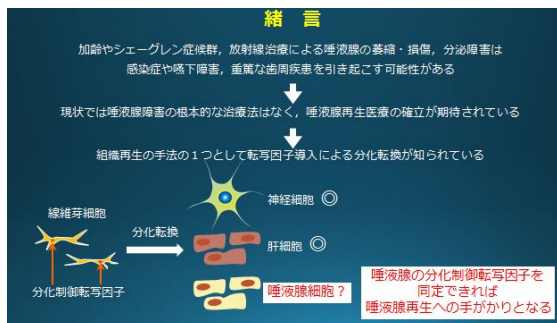 緒　言
加齢やシェーグレン症候群，放射線治療による唾液腺の萎縮・損傷，分泌障害は
感染症や嚥下障害，重篤な歯周疾患を引き起こす可能性がある
現状では唾液腺障害の根本的な治療法はなく，唾液腺再生医療の確立が期待されている
組織再生の手法の１つとして転写因子導入による分化転換が知られている
神経細胞 ◎
線維芽細胞
分化転換
肝細胞 ◎
分化制御転写因子
唾液腺細胞？
唾液腺の分化制御転写因子を
同定できれば
唾液腺再生への手がかりとなる